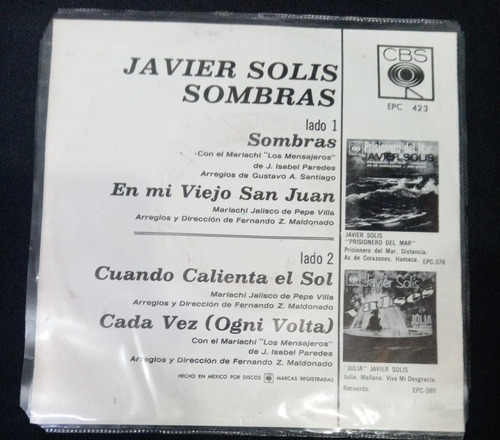 JAVIER SOLIS
SOMBRAS
lado 1
Sombras
Con el Mariachi "Los Mensajeros"
de J. Isabel Paredes
Arreglos de Gustavo A. Santiago
En mi Viejo San Juan
Mariachi Jalisco de Pepe Villa
Arreglos y Dirección de Fernando Z. Maldonado
lado 2
Cuando Calienta el Sol
Mariachi Jalisco de Pepe Villa
Arreglos y Dirección de Fernando Z. Maldonado
Cada Vez (Ogni Volta)
Con el Mariachi "Los Mensajeros"
de J. Isabel Paredes
Arreglos y Dirección de Fernando Z. Maldonado
HECHO EN MEXICO POR DISCOS MARCAS REGISTRADAS
CBS
EPC 423
Prisionero del Mar
JAVIER SOLIS
JAVIER SOLIS
"PRISIONERO DEL MAR"
Prisionero del Mar. Distancia.
As de Corazones. Hamaca. EPC-378
Javier Solís
Valses
JULIA
"JULIA" JAVIER SOLIS
Julia. Mañana. Viva Mi Desgracia.
Recuerdo. EPC-389